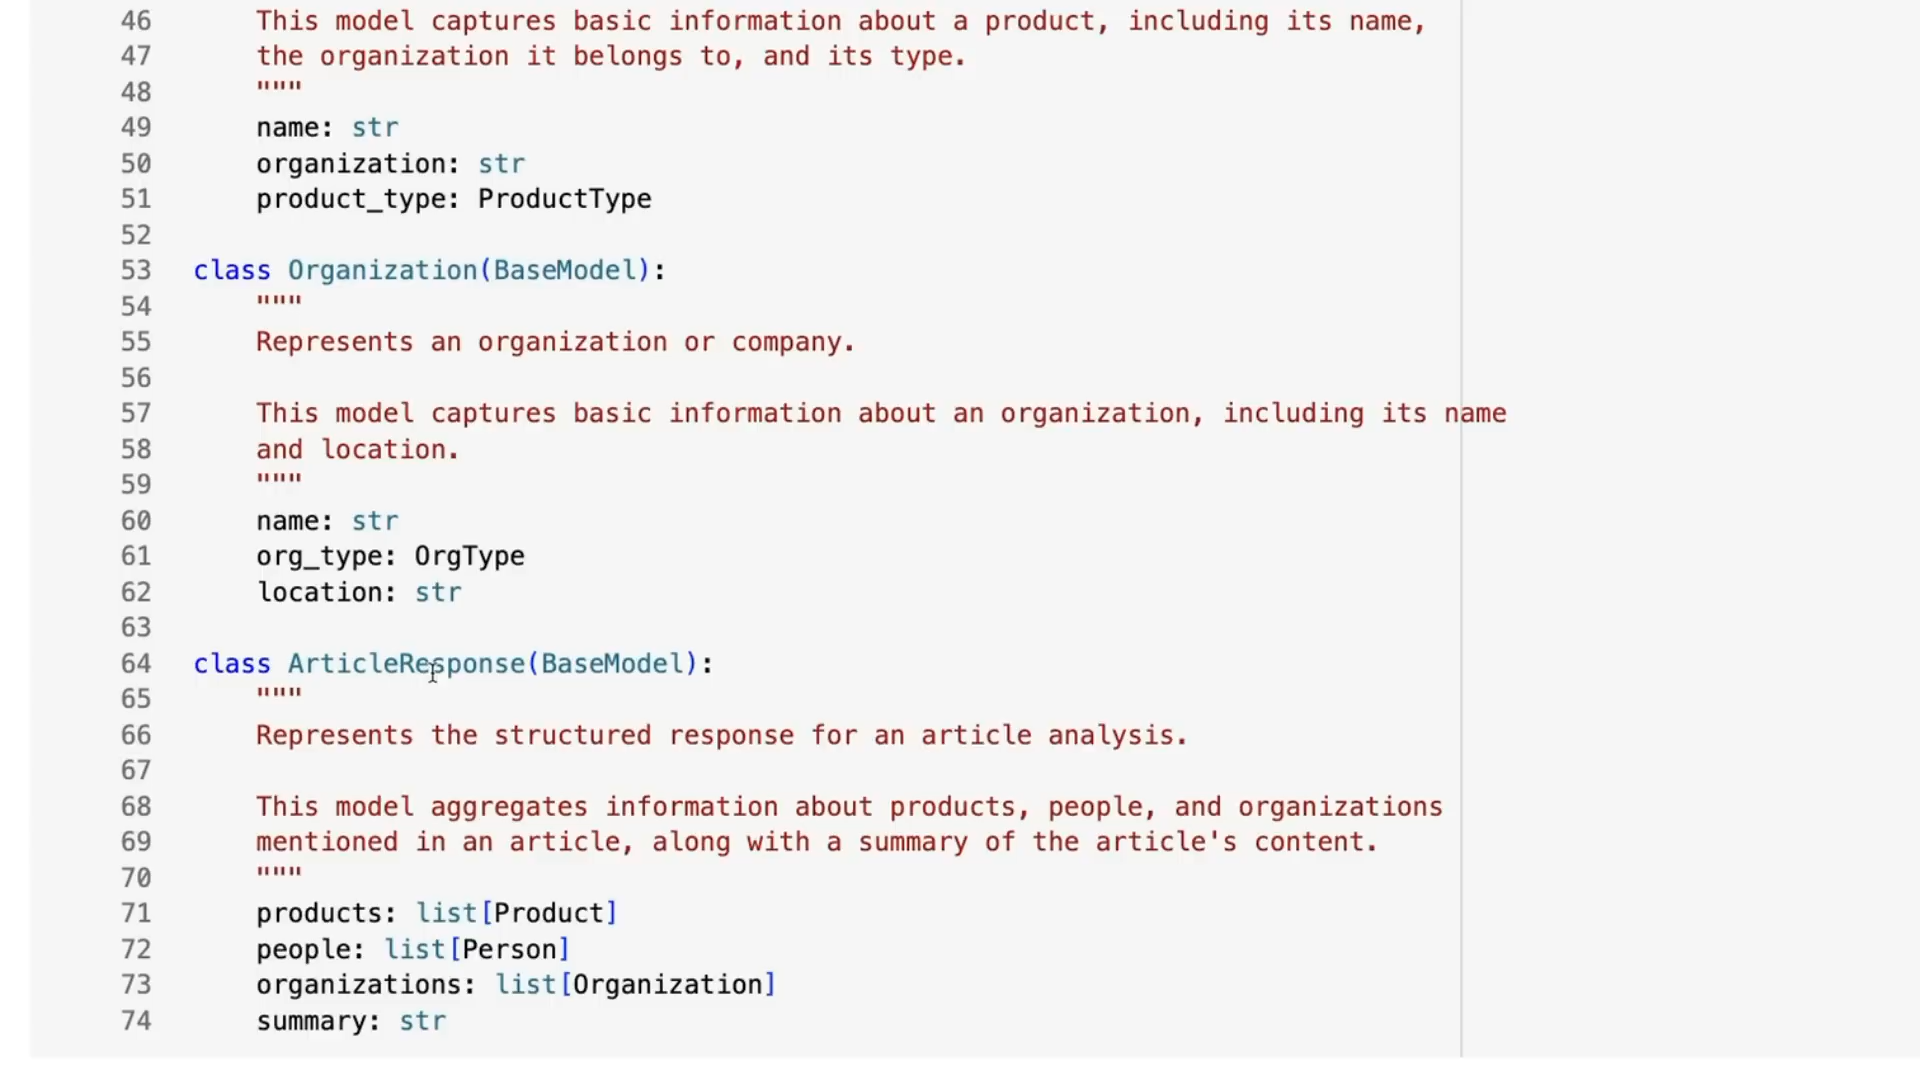 46 This model captures basic information about a product, including its name,
47 the organization it belongs to, and its type.
48 """
49 name: str
50 organization: str
51 product_type: ProductType
52
53 class Organization(BaseModel):
54 """
55 Represents an organization or company.
56
57 This model captures basic information about an organization, including its name
58 and location.
59 """
60 name: str
61 org_type: OrgType
62 location: str
63
64 class ArticleResponse(BaseModel):
65 """
66 Represents the structured response for an article analysis.
67
68 This model aggregates information about products, people, and organizations
69 mentioned in an article, along with a summary of the article's content.
70 """
71 products: list[Product]
72 people: list[Person]
73 organizations: list[Organization]
74 summary: str